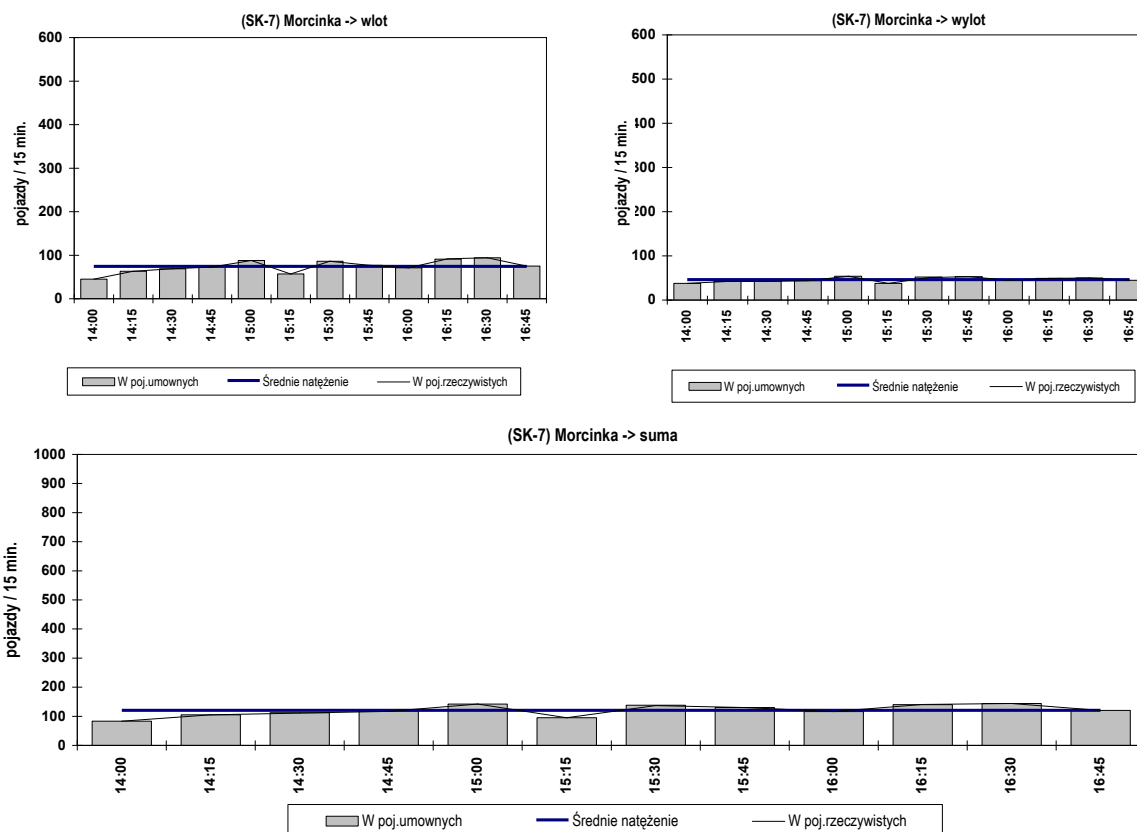 (SK-7) Morcinka -> wlot
pojazdy / 15 min.
600
500
400
300
200
100
0
14:00 14:15 14:30 14:45 15:00 15:15 15:30 15:45 16:00 16:15 16:30 16:45
W poj.umownych Średnie natężenie W poj.rzeczywistych
(SK-7) Morcinka -> wylot
pojazdy / 15 min.
600
500
400
300
200
100
0
14:00 14:15 14:30 14:45 15:00 15:15 15:30 15:45 16:00 16:15 16:30 16:45
W poj.umownych Średnie natężenie W poj.rzeczywistych
(SK-7) Morcinka -> suma
pojazdy / 15 min.
1000
900
800
700
600
500
400
300
200
100
0
14:00 14:15 14:30 14:45 15:00 15:15 15:30 15:45 16:00 16:15 16:30 16:45
W poj.umownych Średnie natężenie W poj.rzeczywistych